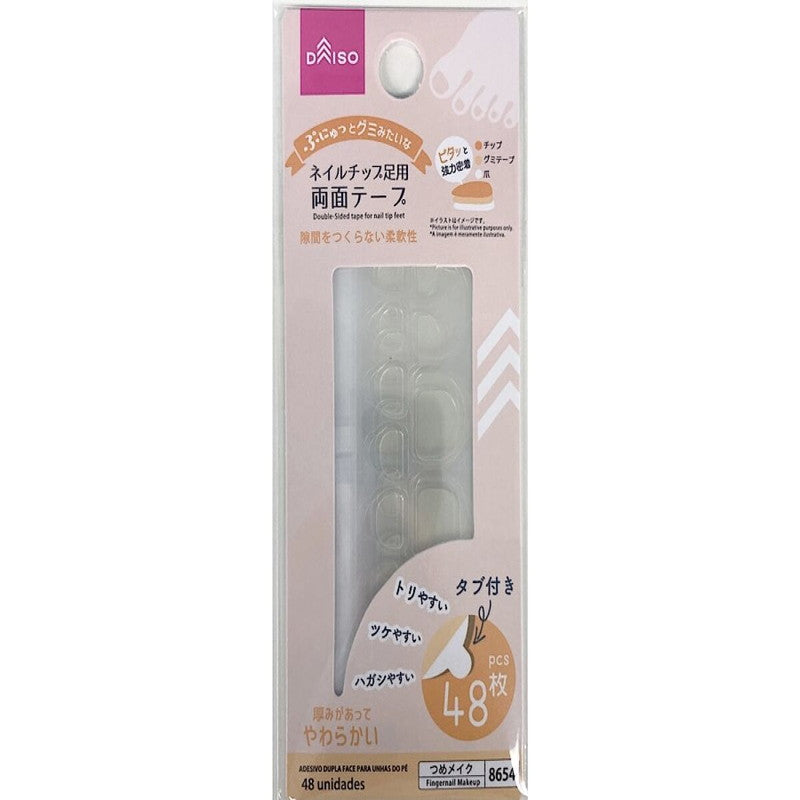 DAISO
ぷにゅっとグミみたいな
ネイルチップ足用
両面テープ
Double-Sided tape for nail tip feet
隙間をつくらない柔軟性
ピタッと
強力密着
チップ
グミテープ
爪
※イラストはイメージです。
*Picture is for illustrative purposes only.
*A imagem é meramente ilustrativa.
トリやすい
ツケやすい
ハガシやすい
タブ付き
pcs
48枚
厚みがあって
やわらかい
ADESIVO DUPLA FACE PARA UNHAS DO PÉ
48 unidades
つめメイク
Fingernail Makeup
8654